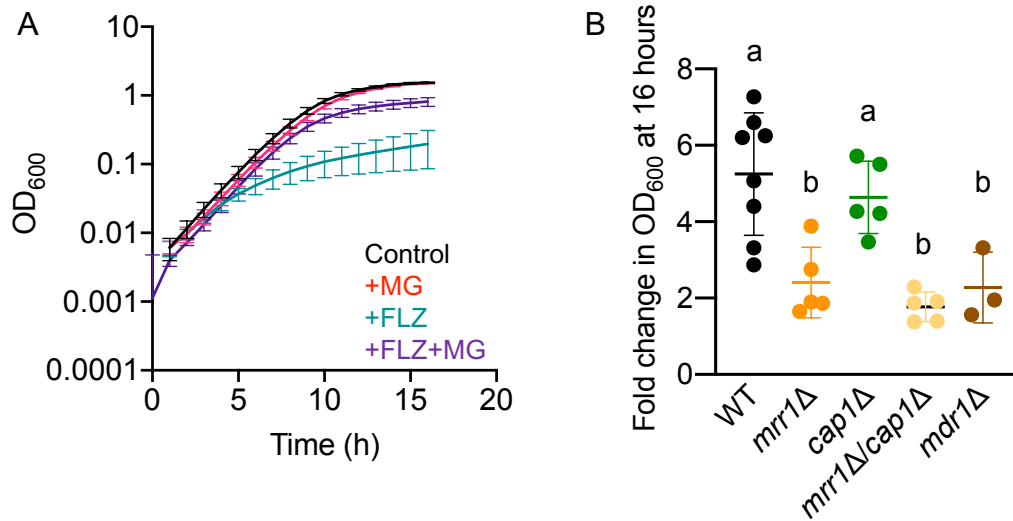 A
OD600
10
1
0.1
0.01
0.001
0.0001
0
5
10
15
20
Time (h)
Control
+MG
+FLZ
+FLZ+MG
B
Fold change in OD600 at 16 hours
8
6
4
2
0
a
b
a
b
b
WT
mrr1Δ
cap1Δ
mrr1Δ/cap1Δ
mdr1Δ